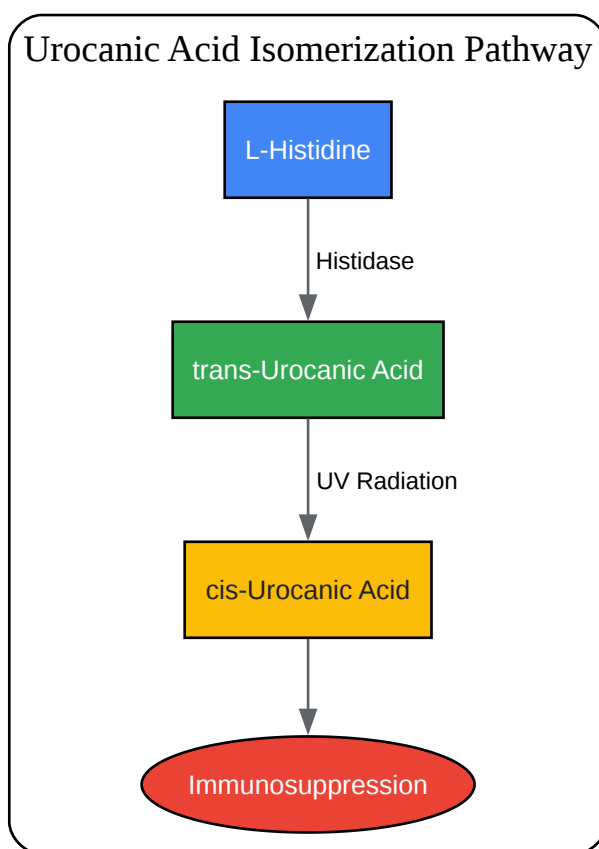 Urocanic Acid Isomerization Pathway
L-Histidine
Histidase
trans-Urocanic Acid
UV Radiation
cis-Urocanic Acid
Immunosuppression